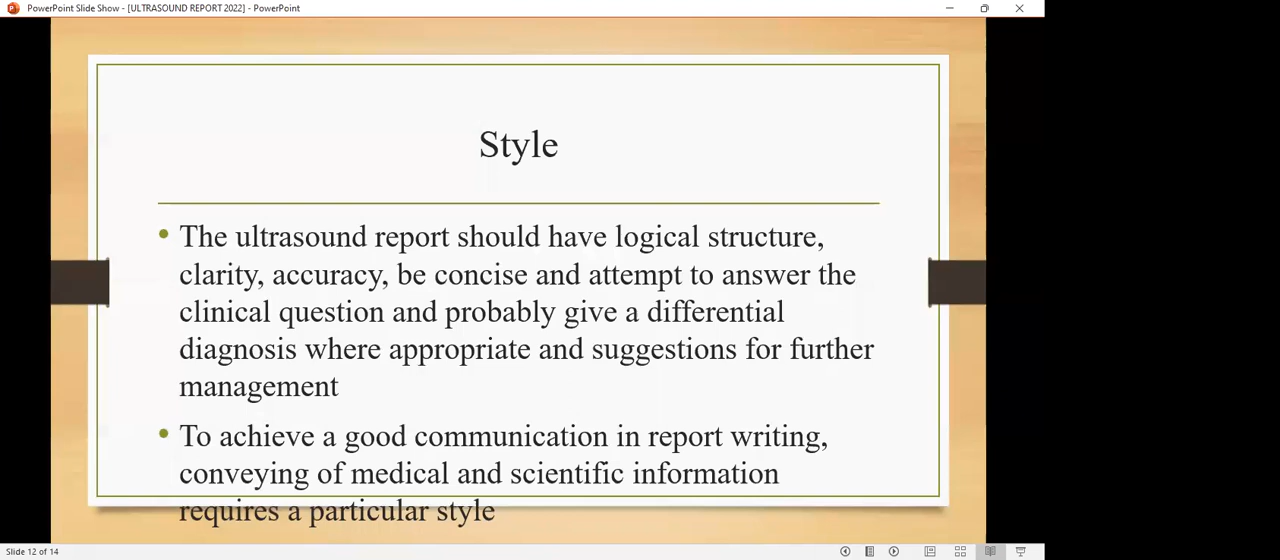 PowerPoint Slide Show - [ULTRASOUND REPORT 2022] - PowerPoint
Style
• The ultrasound report should have logical structure,
clarity, accuracy, be concise and attempt to answer the
clinical question and probably give a differential
diagnosis where appropriate and suggestions for further
management
• To achieve a good communication in report writing,
conveying of medical and scientific information
requires a particular style
Slide 12 of 14